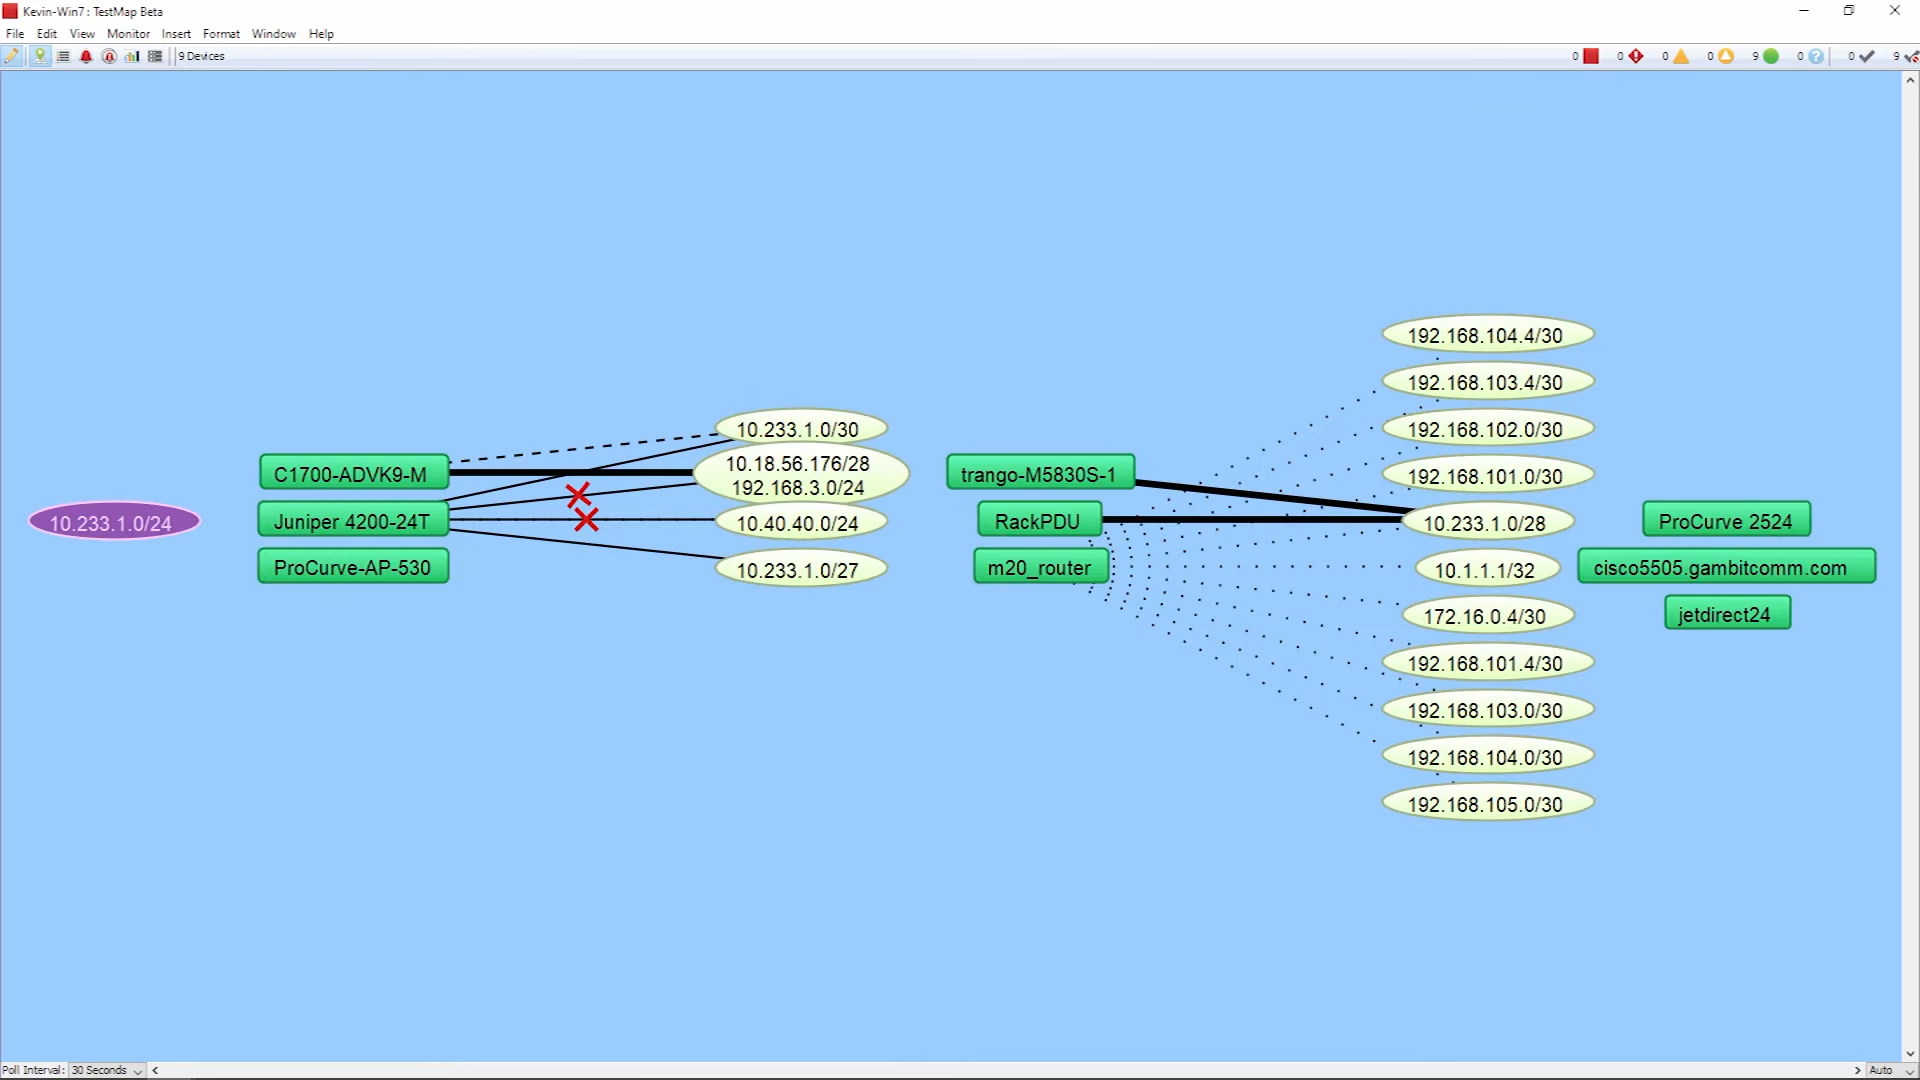 Kevin-Win7 : TestMap Beta
File Edit View Monitor Insert Format Window Help
9 Devices
0 0 0 0 9 0 ? 0 9
192.168.104.4/30
192.168.103.4/30
10.233.1.0/30
192.168.102.0/30
C1700-ADVK9-M
10.18.56.176/28
192.168.3.0/24
trango-M5830S-1
192.168.101.0/30
10.233.1.0/24
Juniper 4200-24T
10.40.40.0/24
RackPDU
10.233.1.0/28
ProCurve 2524
ProCurve-AP-530
10.233.1.0/27
m20_router
10.1.1.1/32
cisco5505.gambitcomm.com
172.16.0.4/30
jetdirect24
192.168.101.4/30
192.168.103.0/30
192.168.104.0/30
192.168.105.0/30
Poll Interval: 30 Seconds
Auto